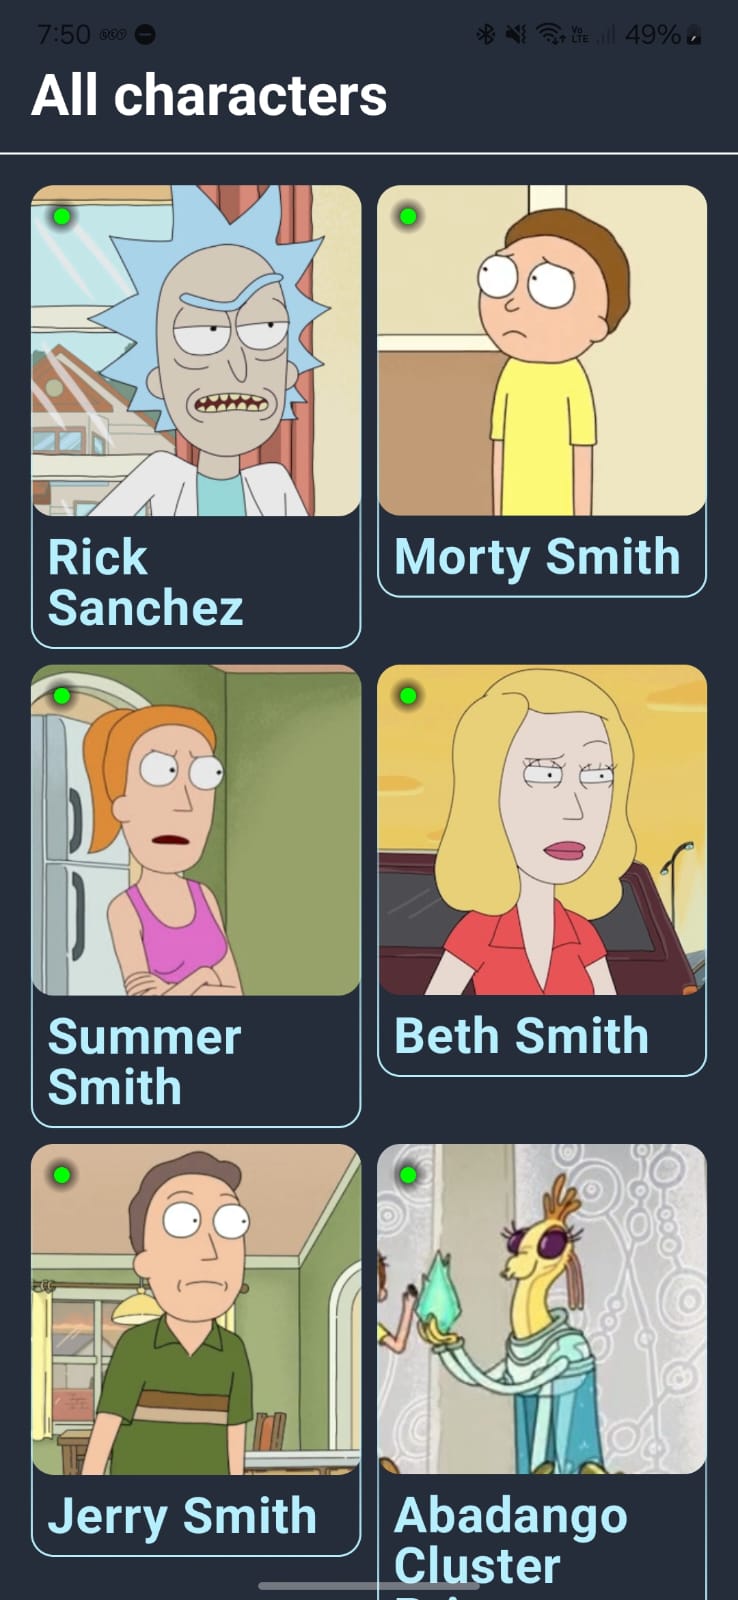 7:50
Vo LTE 49%
All characters
Rick
Sanchez
Morty Smith
Summer
Smith
Beth Smith
Jerry Smith
Abadango
Cluster